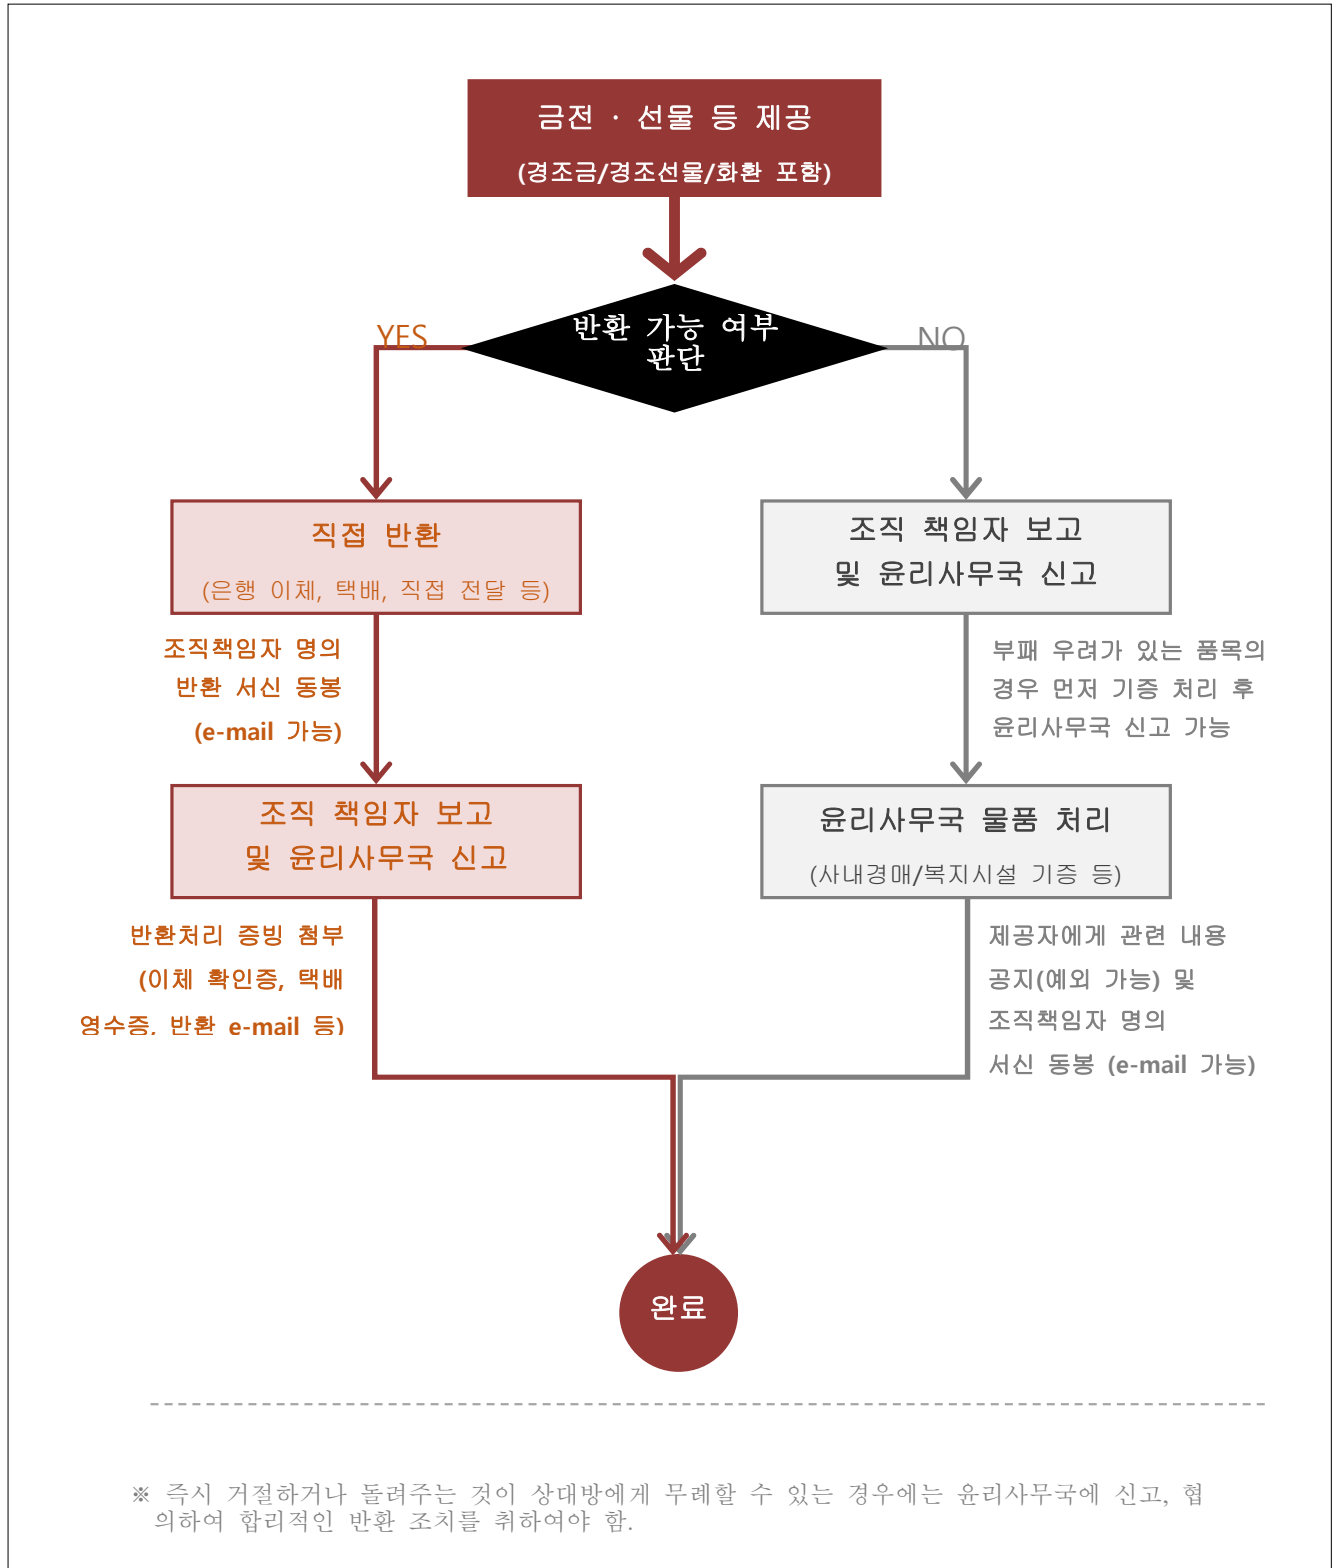 금전 · 선물 등 제공
(경조금/경조선물/화환 포함)
반환 가능 여부
판단
YES
NO
직접 반환
(은행 이체, 택배, 직접 전달 등)
조직 책임자 보고
및 윤리사무국 신고
조직책임자 명의
반환 서신 동봉
(e-mail 가능)
부패 우려가 있는 품목의
경우 먼저 기증 처리 후
윤리사무국 신고 가능
조직 책임자 보고
및 윤리사무국 신고
윤리사무국 물품 처리
(사내경매/복지시설 기증 등)
반환처리 증빙 첨부
(이체 확인증, 택배
영수증, 반환 e-mail 등)
제공자에게 관련 내용
공지(예외 가능) 및
조직책임자 명의
서신 동봉 (e-mail 가능)
완료
※ 즉시 거절하거나 돌려주는 것이 상대방에게 무례할 수 있는 경우에는 윤리사무국에 신고, 협
의하여 합리적인 반환 조치를 취하여야 함.